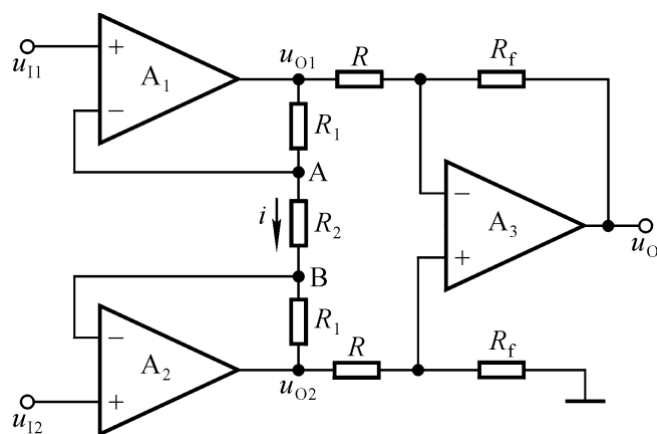 u_I1
+
−
A_1
u_O1
R
R_f
R_1
A
i
R_2
−
+
A_3
u_O
B
R_1
−
+
A_2
u_I2
u_O2
R
R_f